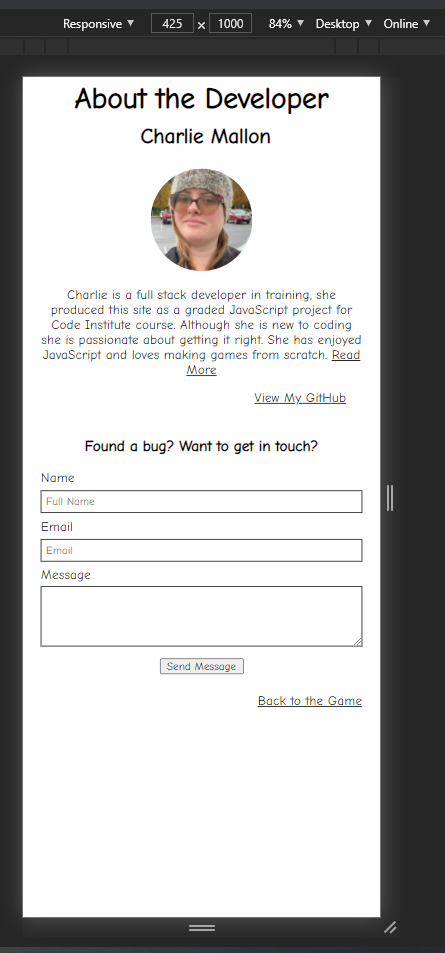 Responsive ▼ 425 × 1000 84% ▼ Desktop ▼ Online ▼
About the Developer
Charlie Mallon
Charlie is a full stack developer in training, she
produced this site as a graded JavaScript project for
Code Institute course. Although she is new to coding
she is passionate about getting it right. She has enjoyed
JavaScript and loves making games from scratch. Read
More
View My GitHub
Found a bug? Want to get in touch?
Name
Full Name
Email
Email
Message
Send Message
Back to the Game